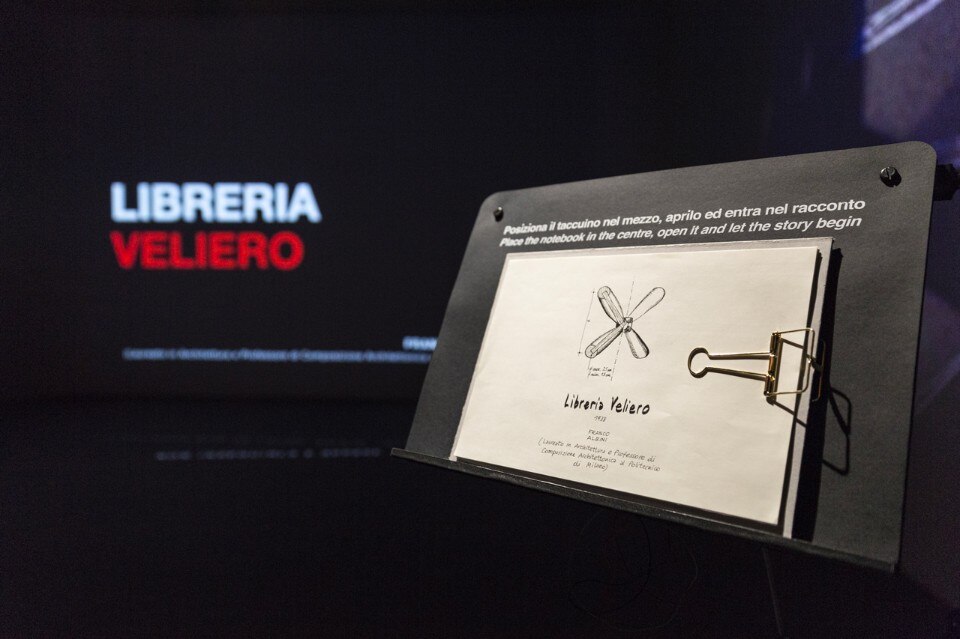 LIBRERIA
VELIERO
Posiziona il taccuino nel mezzo, aprilo ed entra nel racconto
Place the notebook in the centre, open it and let the story begin
Libreria Veliero
FRANCO
ALBINI
(Laureato in Architettura e Professore di
Composizione Architettonica al Politecnico
di Milano)